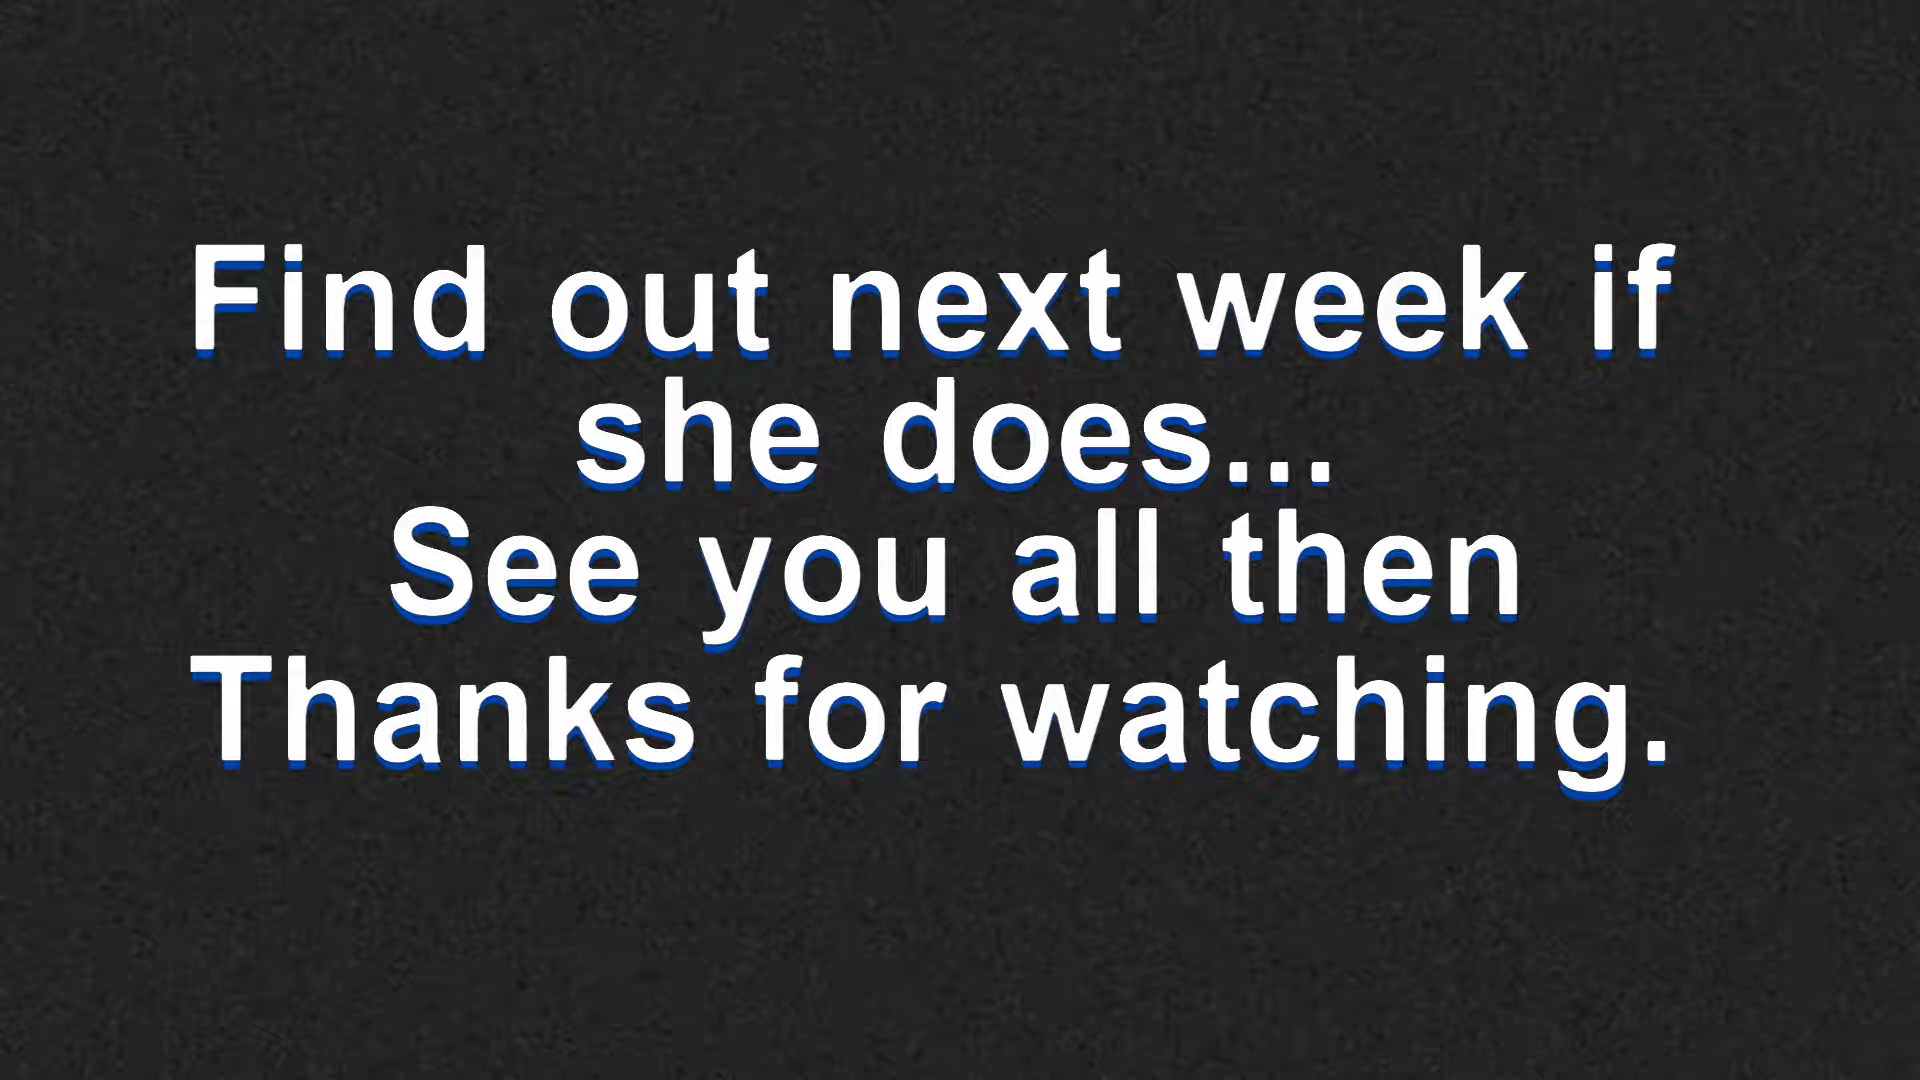 Find out next week if
she does...
See you all then
Thanks for watching.